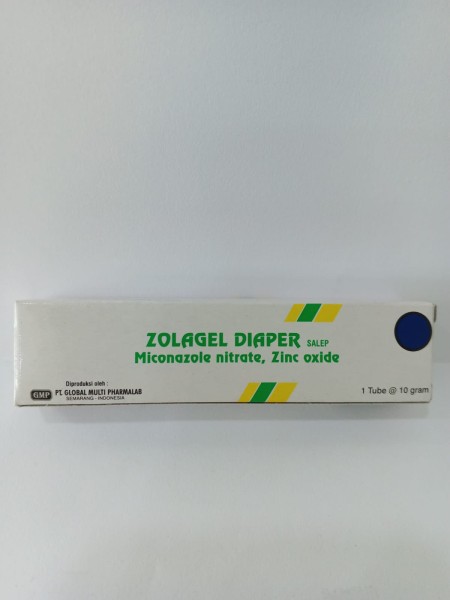 ZOLAGEL DIAPER SALEP
Miconazole nitrate, Zinc oxide
Diproduksi oleh :
GMP PT. GLOBAL MULTI PHARMALAB
SEMARANG - INDONESIA
1 Tube @ 10 gram